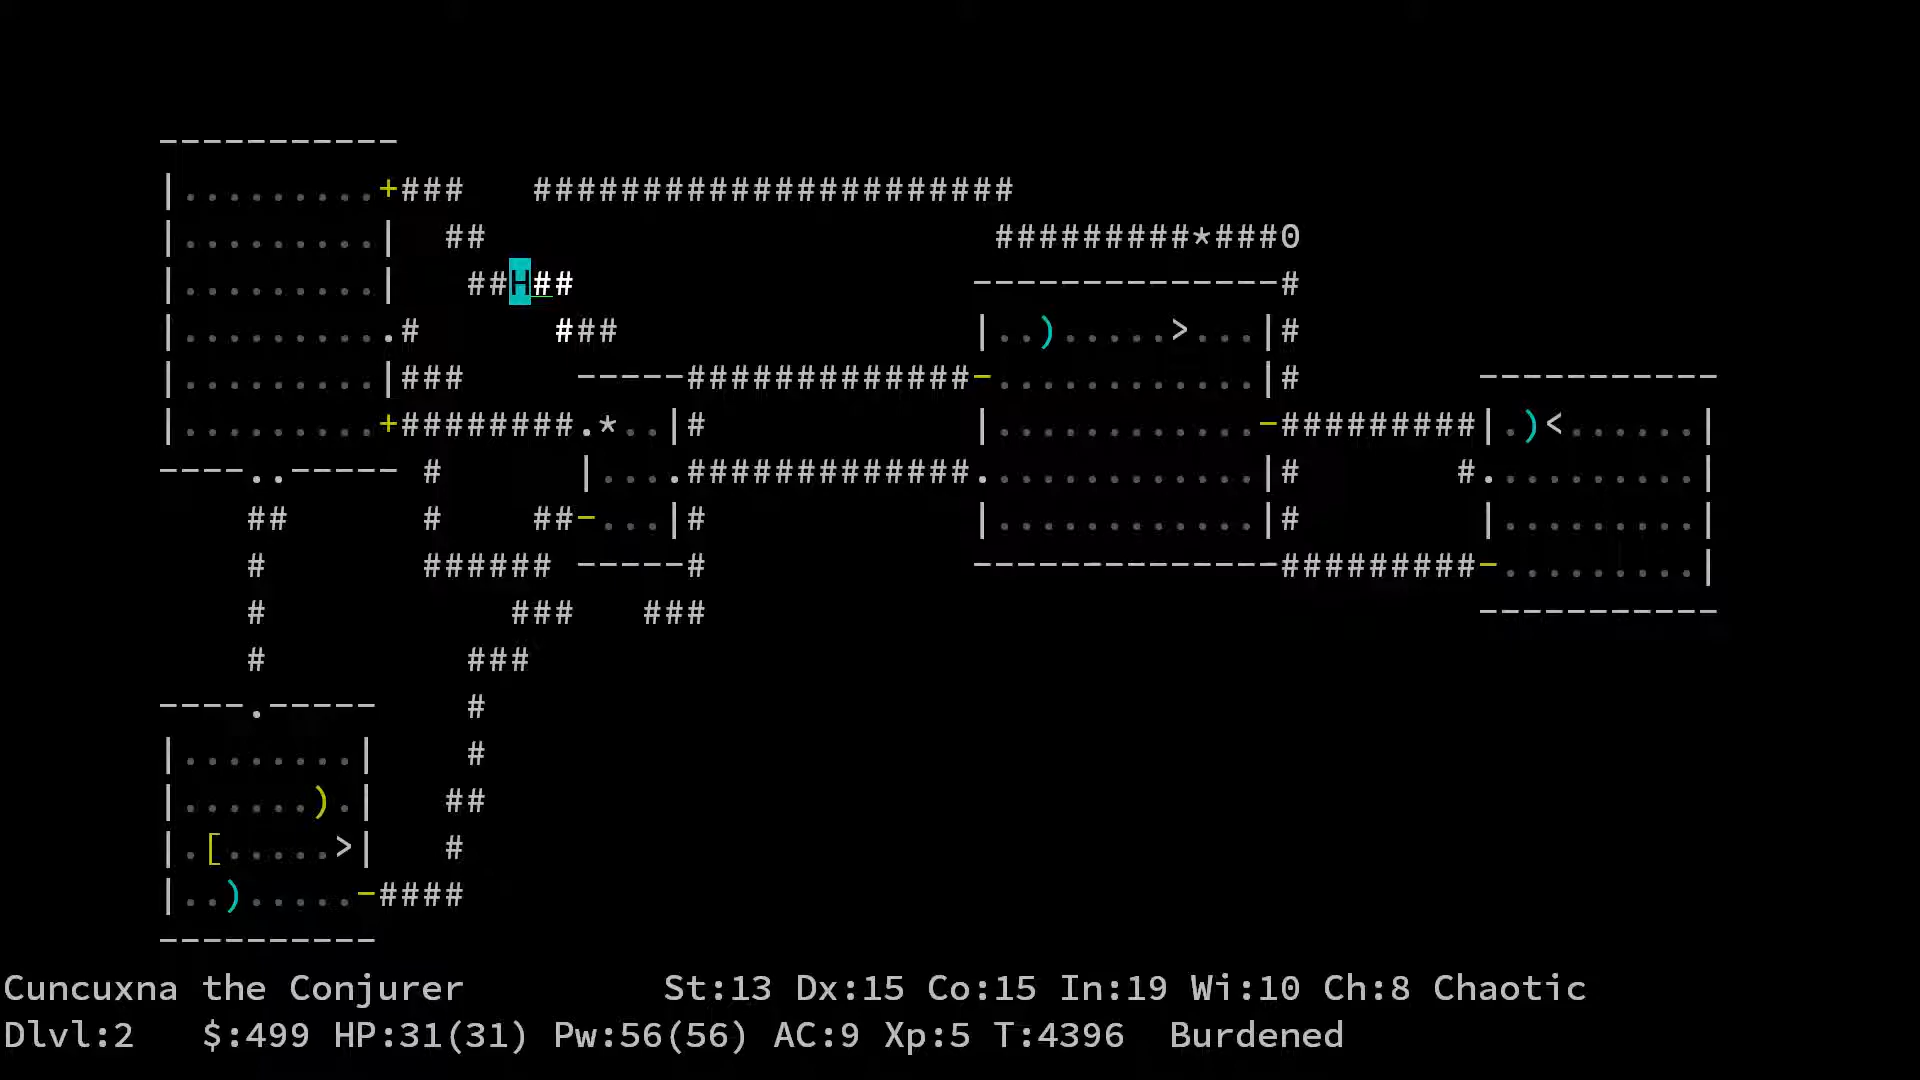 -----------
|.........+###   ######################
|.........|  ##                       #########*###0
|.........|   ##H##                  --------------#
|..........#      ###                |..).....>...|#
|.........|###     -----#############-............|#        -----------
|.........+########.*..|#            |............-#########|.)<......|
----..----- #      |....#############.............|#       #..........|
##          #    ##-...|#            |............|#        |.........|
#           ###### -----#            --------------#########-.........|
#               ###   ###                                   -----------
#             ###
----.-----    #
|........|    #
|......).|   ##
|.[.....>|   #
|..).....-####
----------
Cuncuxna the Conjurer St:13 Dx:15 Co:15 In:19 Wi:10 Ch:8 Chaotic
Dlvl:2 $:499 HP:31(31) Pw:56(56) AC:9 Xp:5 T:4396 Burdened